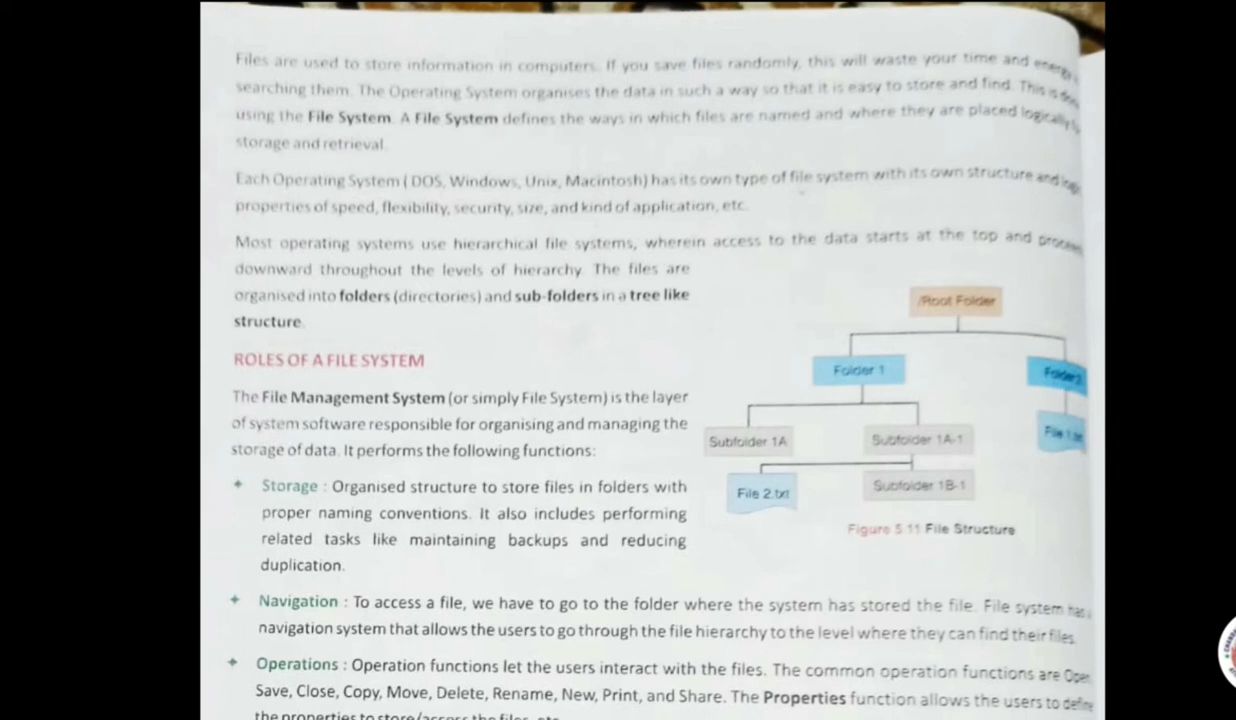 Files are used to store information in computers. If you save files randomly, this will waste your time and energy
searching them. The Operating System organises the data in such a way so that it is easy to store and find. This is
using the File System. A File System defines the ways in which files are named and where they are placed logically
storage and retrieval.
Each Operating System ( DOS, Windows, Unix, Macintosh) has its own type of file system with its own structure and
properties of speed, flexibility, security, size, and kind of application, etc.
Most operating systems use hierarchical file systems, wherein access to the data starts at the top and
downward throughout the levels of hierarchy. The files are
organised into folders (directories) and sub-folders in a tree like
structure.
/Root Folder
Folder 1
Subfolder 1A
Subfolder 1A-1
File 2.txt
Subfolder 1B-1
Figure 5.11 File Structure
ROLES OF A FILE SYSTEM
The File Management System (or simply File System) is the layer
of system software responsible for organising and managing the
storage of data. It performs the following functions:
Storage : Organised structure to store files in folders with
proper naming conventions. It also includes performing
related tasks like maintaining backups and reducing
duplication.
Navigation : To access a file, we have to go to the folder where the system has stored the file. File system has
navigation system that allows the users to go through the file hierarchy to the level where they can find their files.
Operations : Operation functions let the users interact with the files. The common operation functions are Open,
Save, Close, Copy, Move, Delete, Rename, New, Print, and Share. The Properties function allows the users to define
the properties to store/access the files, etc.